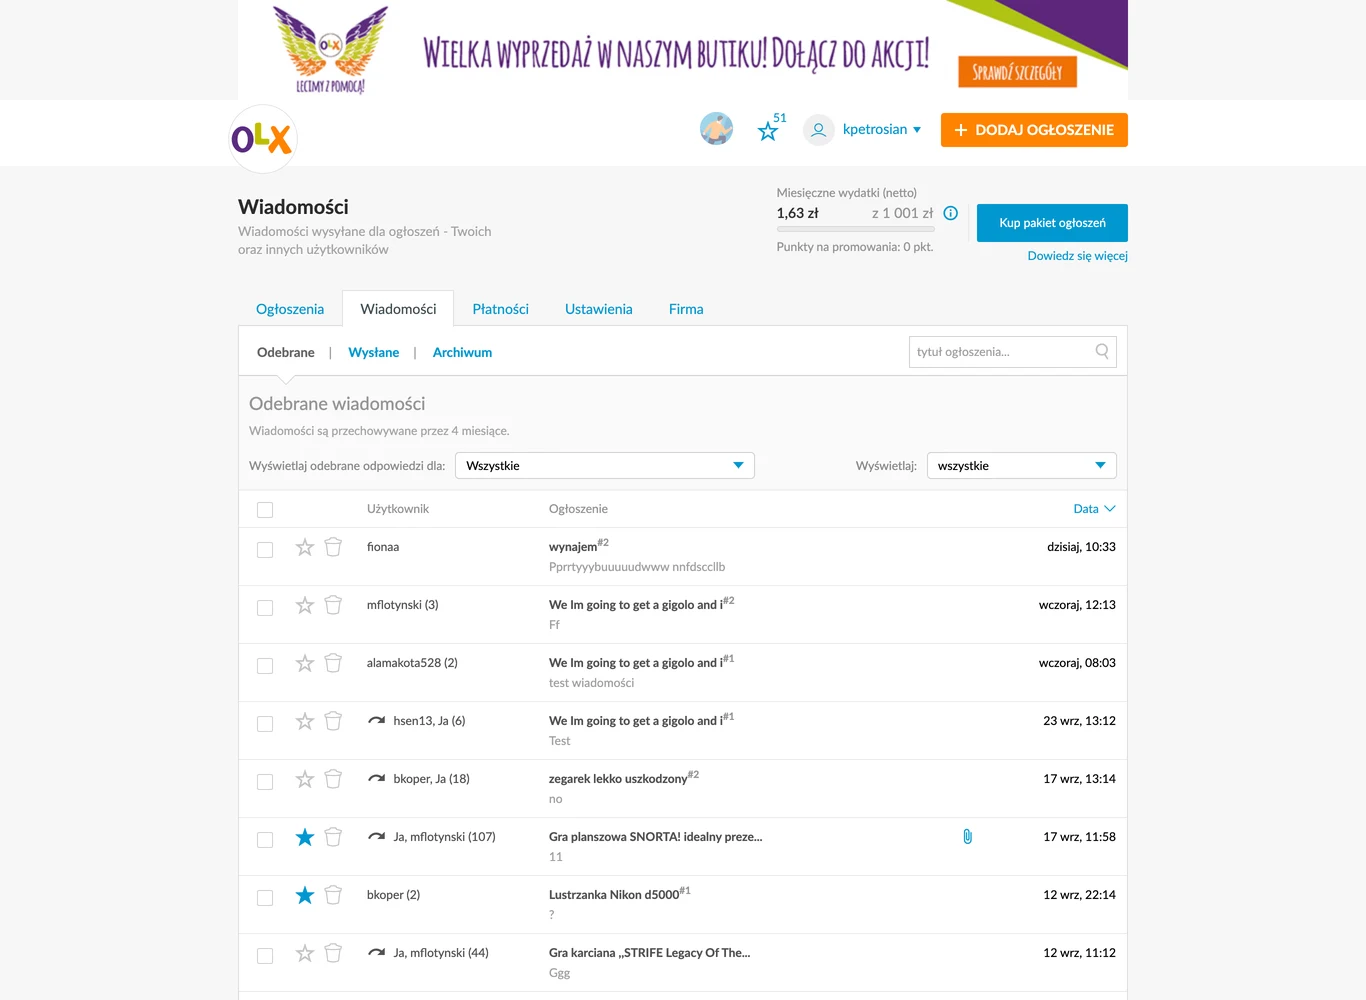 OLX
LECIMY Z POMOCĄ!
WIELKA WYPRZEDAŻ W NASZYM BUTIKU! DOŁĄCZ DO AKCJI!
SPRAWDŹ SZCZEGÓŁY
OLX
51
kpetrosian
+ DODAJ OGŁOSZENIE
Wiadomości
Wiadomości wysyłane dla ogłoszeń - Twoich
oraz innych użytkowników
Miesięczne wydatki (netto)
1,63 zł z 1 001 zł
Punkty na promowania: 0 pkt.
Kup pakiet ogłoszeń
Dowiedz się więcej
Ogłoszenia Wiadomości Płatności Ustawienia Firma
Odebrane | Wysłane | Archiwum
tytuł ogłoszenia...
Odebrane wiadomości
Wiadomości są przechowywane przez 4 miesiące.
Wyświetlaj odebrane odpowiedzi dla: Wszystkie Wyświetlaj: wszystkie
Użytkownik Ogłoszenie Data
fionaa wynajem#2 dzisiaj, 10:33
Pprrtyyybuuuuudwww nnfdsccllb
mflotynski (3) We Im going to get a gigolo and i#2 wczoraj, 12:13
Ff
alamakota528 (2) We Im going to get a gigolo and i#1 wczoraj, 08:03
test wiadomości
hsen13, Ja (6) We Im going to get a gigolo and i#1 23 wrz, 13:12
Test
bkoper, Ja (18) zegarek lekko uszkodzony#2 17 wrz, 13:14
no
Ja, mflotynski (107) Gra planszowa SNORTA! idealny preze... 17 wrz, 11:58
11
bkoper (2) Lustrzanka Nikon d5000#1 12 wrz, 22:14
?
Ja, mflotynski (44) Gra karciana ,,STRIFE Legacy Of The... 12 wrz, 11:12
Ggg